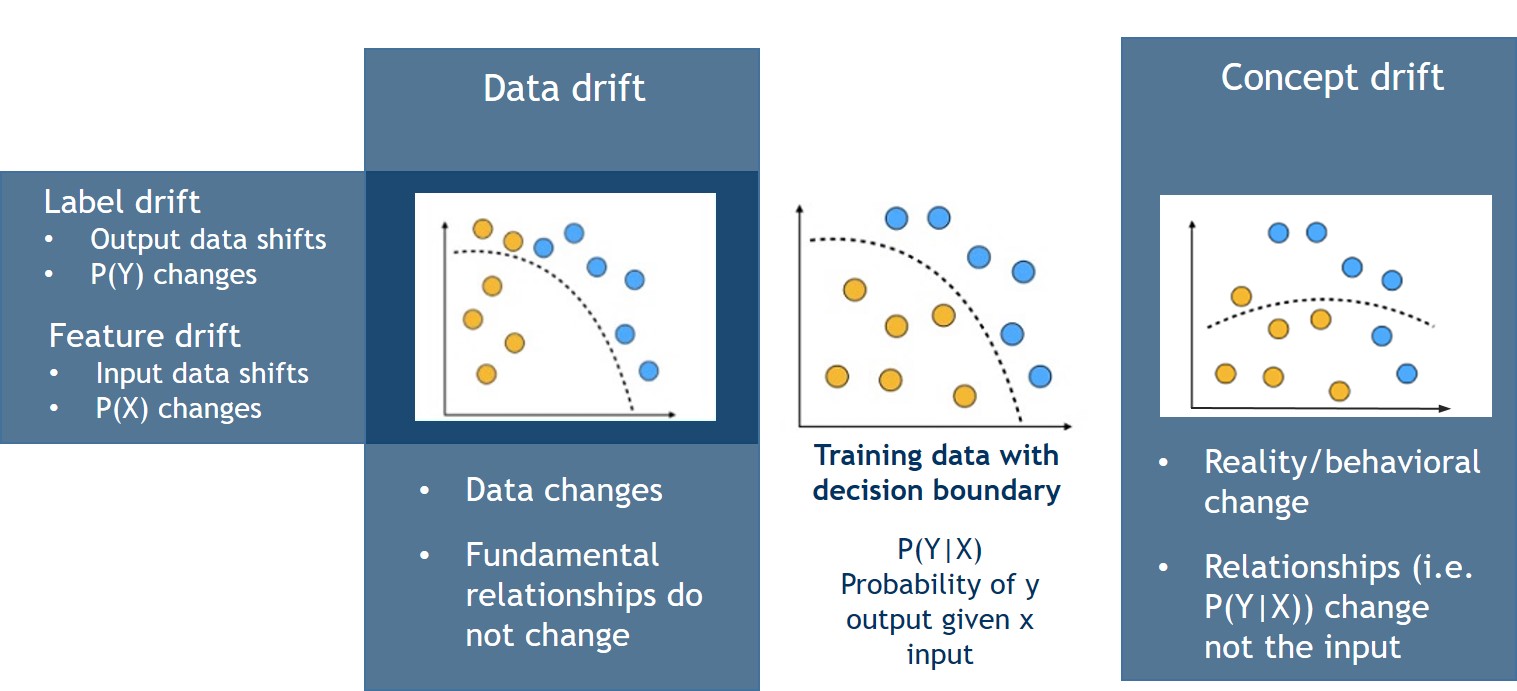 Data drift
Concept drift
Label drift
• Output data shifts
• P(Y) changes
Feature drift
• Input data shifts
• P(X) changes
• Data changes
• Fundamental
relationships do
not change
Training data with
decision boundary
P(Y|X)
Probability of y
output given x
input
• Reality/behavioral
change
• Relationships (i.e.
P(Y|X)) change
not the input